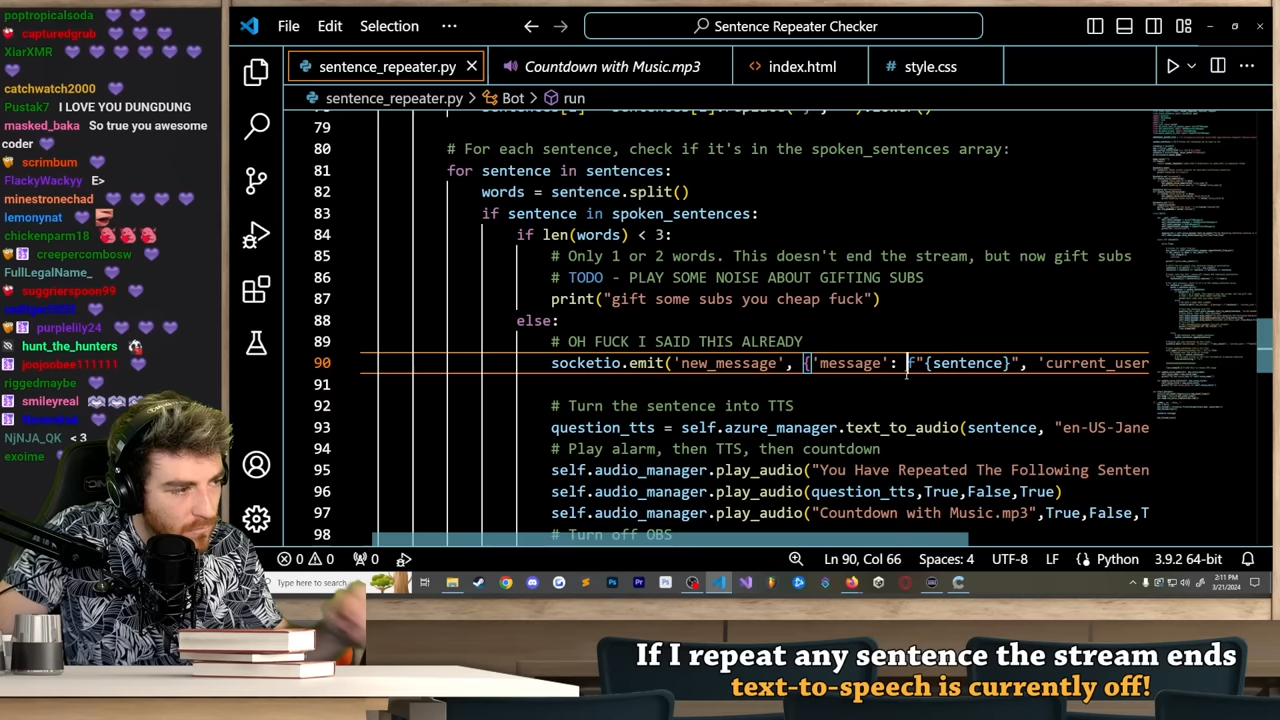 poptropicalsoda
capturedgrub
XiarXMR
catchwatch2000
Pustak7 I LOVE YOU DUNGDUNG
masked_baka So true you awesome
coder
scrimbum
FlackyWackyy E>
minestronechad
lemonynat
chickenparm18
creepercombosw
FullLegalName_
suggrierspoon99
purplelily24
hunt_the_hunters
joojoobee111111
riggedmaybe
smileyreal
NjNJA_QK < 3
exoime
File Edit Selection ···
Sentence Repeater Checker
sentence_repeater.py
Countdown with Music.mp3
index.html
style.css
sentence_repeater.py > Bot > run
79
80 # For each sentence, check if it's in the spoken_sentences array:
81 for sentence in sentences:
82 words = sentence.split()
83 if sentence in spoken_sentences:
84 if len(words) < 3:
85 # Only 1 or 2 words. This doesn't end the stream, but now gift subs
86 # TODO - PLAY SOME NOISE ABOUT GIFTING SUBS
87 print("gift some subs you cheap fuck")
88 else:
89 # OH FUCK I SAID THIS ALREADY
90 socketio.emit('new_message', {'message': f"{sentence}", 'current_user
91
92 # Turn the sentence into TTS
93 question_tts = self.azure_manager.text_to_audio(sentence, "en-US-Jane
94 # Play alarm, then TTS, then countdown
95 self.audio_manager.play_audio("You Have Repeated The Following Senten
96 self.audio_manager.play_audio(question_tts,True,False,True)
97 self.audio_manager.play_audio("Countdown with Music.mp3",True,False,T
98 # Turn off OBS
0 0 0 Ln 90, Col 66 Spaces: 4 UTF-8 LF Python 3.9.2 64-bit
Type here to search
2:11 PM
3/21/2024
If I repeat any sentence the stream ends
text-to-speech is currently off!